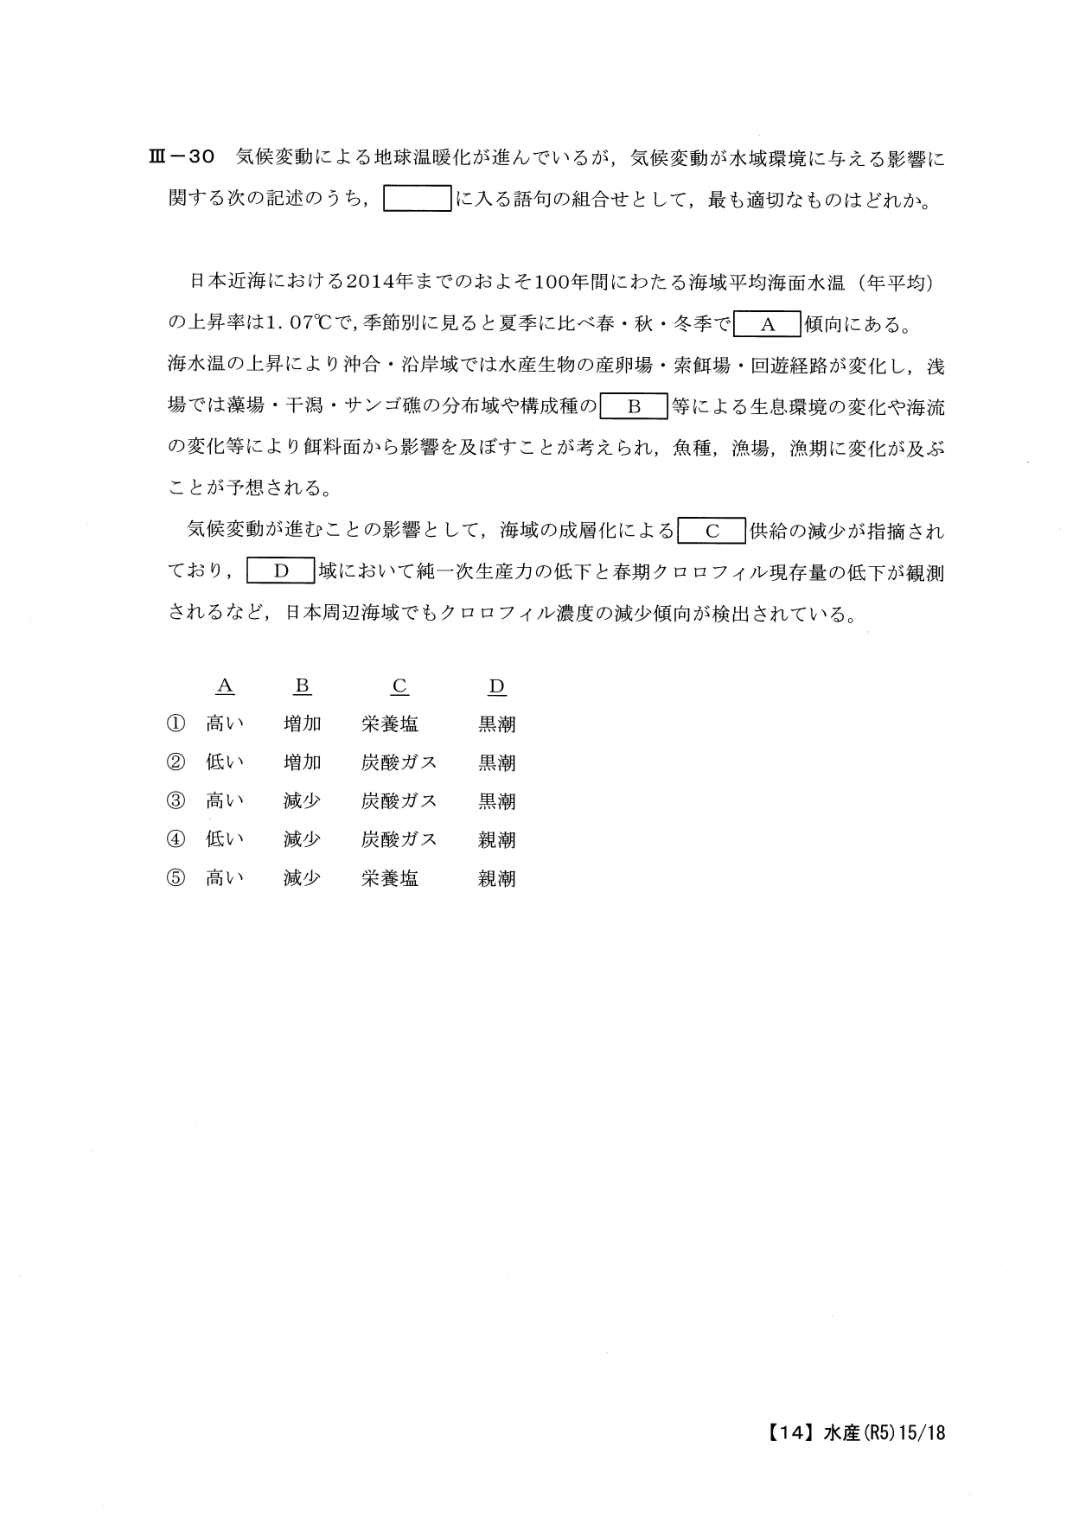 Ⅲ－30　気候変動による地球温暖化が進んでいるが，気候変動が水域環境に与える影響に
関する次の記述のうち，　　　に入る語句の組合せとして，最も適切なものはどれか。
日本近海における2014年までのおよそ100年間にわたる海域平均海面水温（年平均）
の上昇率は1.07℃で，季節別に見ると夏季に比べ春・秋・冬季で A 傾向にある。
海水温の上昇により沖合・沿岸域では水産生物の産卵場・索餌場・回遊経路が変化し，浅
場では藻場・干潟・サンゴ礁の分布域や構成種の B 等による生息環境の変化や海流
の変化等により餌料面から影響を及ぼすことが考えられ，魚種，漁場，漁期に変化が及ぶ
ことが予想される。
気候変動が進むことの影響として，海域の成層化による C 供給の減少が指摘され
ており， D 域において純一次生産力の低下と春期クロロフィル現存量の低下が観測
されるなど，日本周辺海域でもクロロフィル濃度の減少傾向が検出されている。
A　B　C　D
①　高い　増加　栄養塩　黒潮
②　低い　増加　炭酸ガス　黒潮
③　高い　減少　炭酸ガス　黒潮
④　低い　減少　炭酸ガス　親潮
⑤　高い　減少　栄養塩　親潮
【14】水産(R5)15/18